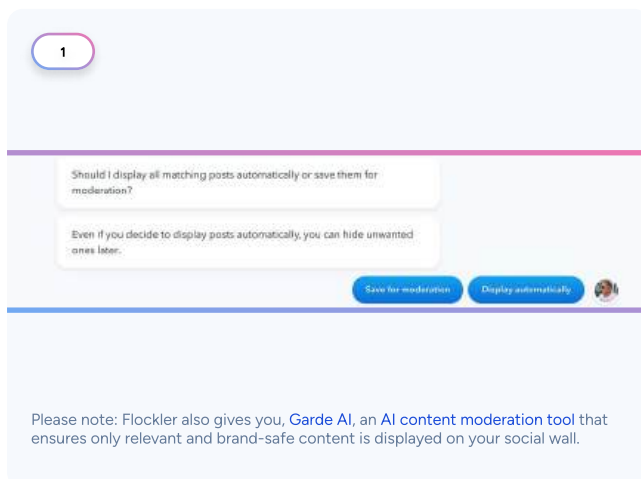 1
Should I display all matching posts automatically or save them for
moderation?
Even if you decide to display posts automatically, you can hide unwanted
ones later.
Save for moderation
Display automatically
Please note: Flockler also gives you, Garde AI, an AI content moderation tool that
ensures only relevant and brand-safe content is displayed on your social wall.